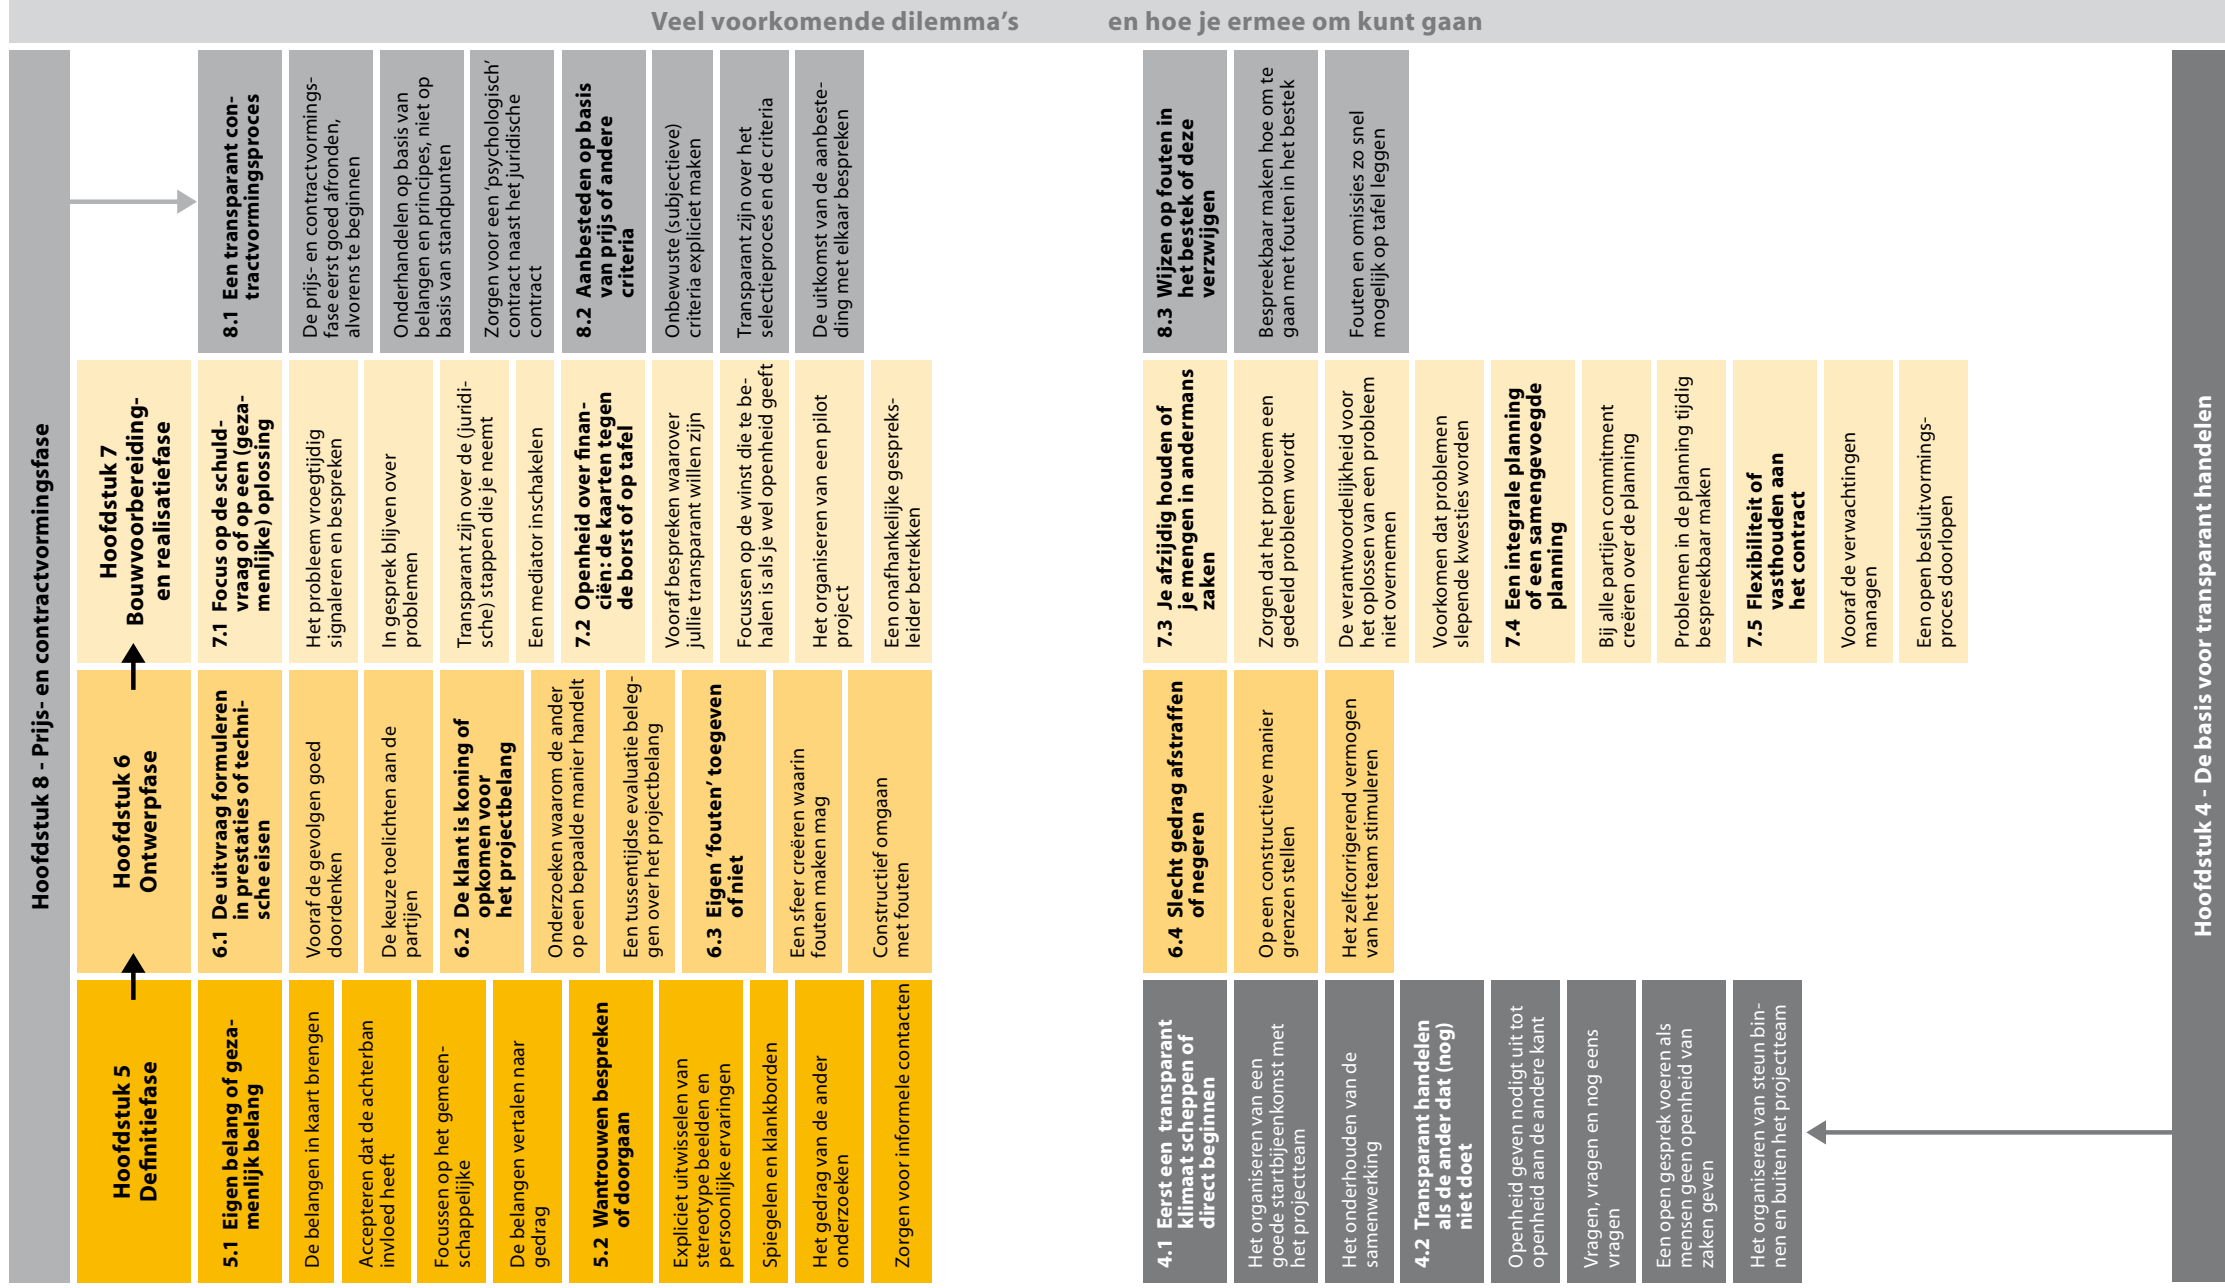 Veel voorkomende dilemma’s en hoe je ermee om kunt gaan
Hoofdstuk 8 - Prijs- en contractvormingsfase
Hoofdstuk 5
Definitiefase
Hoofdstuk 6
Ontwerpfase
Hoofdstuk 7
Bouwvoorbereiding-
en realisatiefase
5.1 Eigen belang of geza-
menlijk belang
De belangen in kaart brengen
Accepteren dat de achterban
invloed heeft
Focussen op het gemeen-
schappelijke
De belangen vertalen naar
gedrag
5.2 Wantrouwen bespreken
of doorgaan
Expliciet uitwisselen van
stereotype beelden en
persoonlijke ervaringen
Spiegelen en klankborden
Het gedrag van de ander
onderzoeken
Zorgen voor informele contacten
6.1 De uitvraag formuleren
in prestaties of techni-
sche eisen
Vooraf de gevolgen goed
doordenken
De keuze toelichten aan de
partijen
6.2 De klant is koning of
opkomen voor
het projectbelang
Onderzoeken waarom de ander
op een bepaalde manier handelt
Een tussentijdse evaluatie beleg-
gen over het projectbelang
6.3 Eigen ‘fouten’ toegeven
of niet
Een sfeer creëren waarin
fouten maken mag
Constructief omgaan
met fouten
7.1 Focus op de schuld-
vraag of op een (geza-
menlijke) oplossing
Het probleem vroegtijdig
signaleren en bespreken
In gesprek blijven over
problemen
Transparant zijn over de (juridi-
sche) stappen die je neemt
Een mediator inschakelen
7.2 Openheid over finan-
ciën: de kaarten tegen
de borst of op tafel
Vooraf bespreken waarover
jullie transparant willen zijn
Focussen op de winst die te be-
halen is als je wel openheid geeft
Het organiseren van een pilot
project
Een onafhankelijke gespreks-
leider betrekken
8.1 Een transparant con-
tractvormingsproces
De prijs- en contractvormings-
fase eerst goed afronden,
alvorens te beginnen
Onderhandelen op basis van
belangen en principes, niet op
basis van standpunten
Zorgen voor een ‘psychologisch’
contract naast het juridische
contract
8.2 Aanbesteden op basis
van prijs of andere
criteria
Onbewuste (subjectieve)
criteria expliciet maken
Transparant zijn over het
selectieproces en de criteria
De uitkomst van de aanbeste-
ding met elkaar bespreken
4.1 Eerst een transparant
klimaat scheppen of
direct beginnen
Het organiseren van een
goede startbijeenkomst met
het projectteam
Het onderhouden van de
samenwerking
4.2 Transparant handelen
als de ander dat (nog)
niet doet
Openheid geven nodigt uit tot
openheid aan de andere kant
Vragen, vragen en nog eens
vragen
Een open gesprek voeren als
mensen geen openheid van
zaken geven
Het organiseren van steun bin-
nen en buiten het projectteam
6.4 Slecht gedrag afstraffen
of negeren
Op een constructieve manier
grenzen stellen
Het zelfcorrigerend vermogen
van het team stimuleren
7.3 Je afzijdig houden of
je mengen in andermans
zaken
Zorgen dat het probleem een
gedeeld probleem wordt
De verantwoordelijkheid voor
het oplossen van een probleem
niet overnemen
Voorkomen dat problemen
slepende kwesties worden
7.4 Een integrale planning
of een samengevoegde
planning
Bij alle partijen commitment
creëren over de planning
Problemen in de planning tijdig
bespreekbaar maken
7.5 Flexibiliteit of
vasthouden aan
het contract
Vooraf de verwachtingen
managen
Een open besluitvormings-
proces doorlopen
8.3 Wijzen op fouten in
het bestek of deze
verzwijgen
Bespreekbaar maken hoe om te
gaan met fouten in het bestek
Fouten en omissies zo snel
mogelijk op tafel leggen
Hoofdstuk 4 - De basis voor transparant handelen